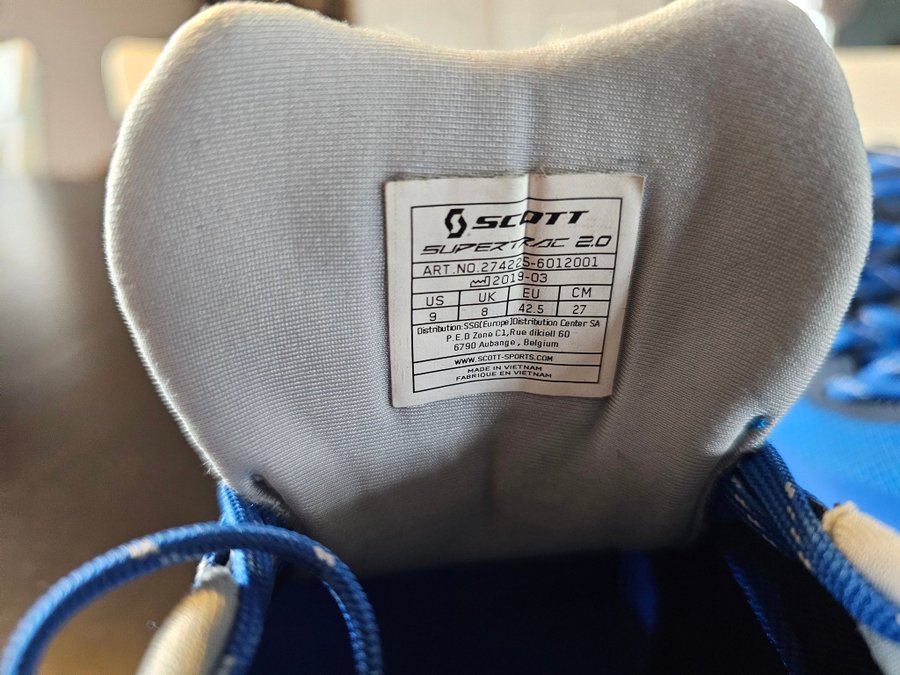 SCOTT
SUPERTRAC 2.0
ART.NO.274225-6012001
2019-03
US UK EU CM
9 8 42.5 27
Distribution:SSG(Europe)Distribution Center SA
P.E.D Zone C1,Rue dikiell 60
6790 Aubange , Belgium
WWW.SCOTT-SPORTS.COM
MADE IN VIETNAM
FABRIQUE EN VIETNAM